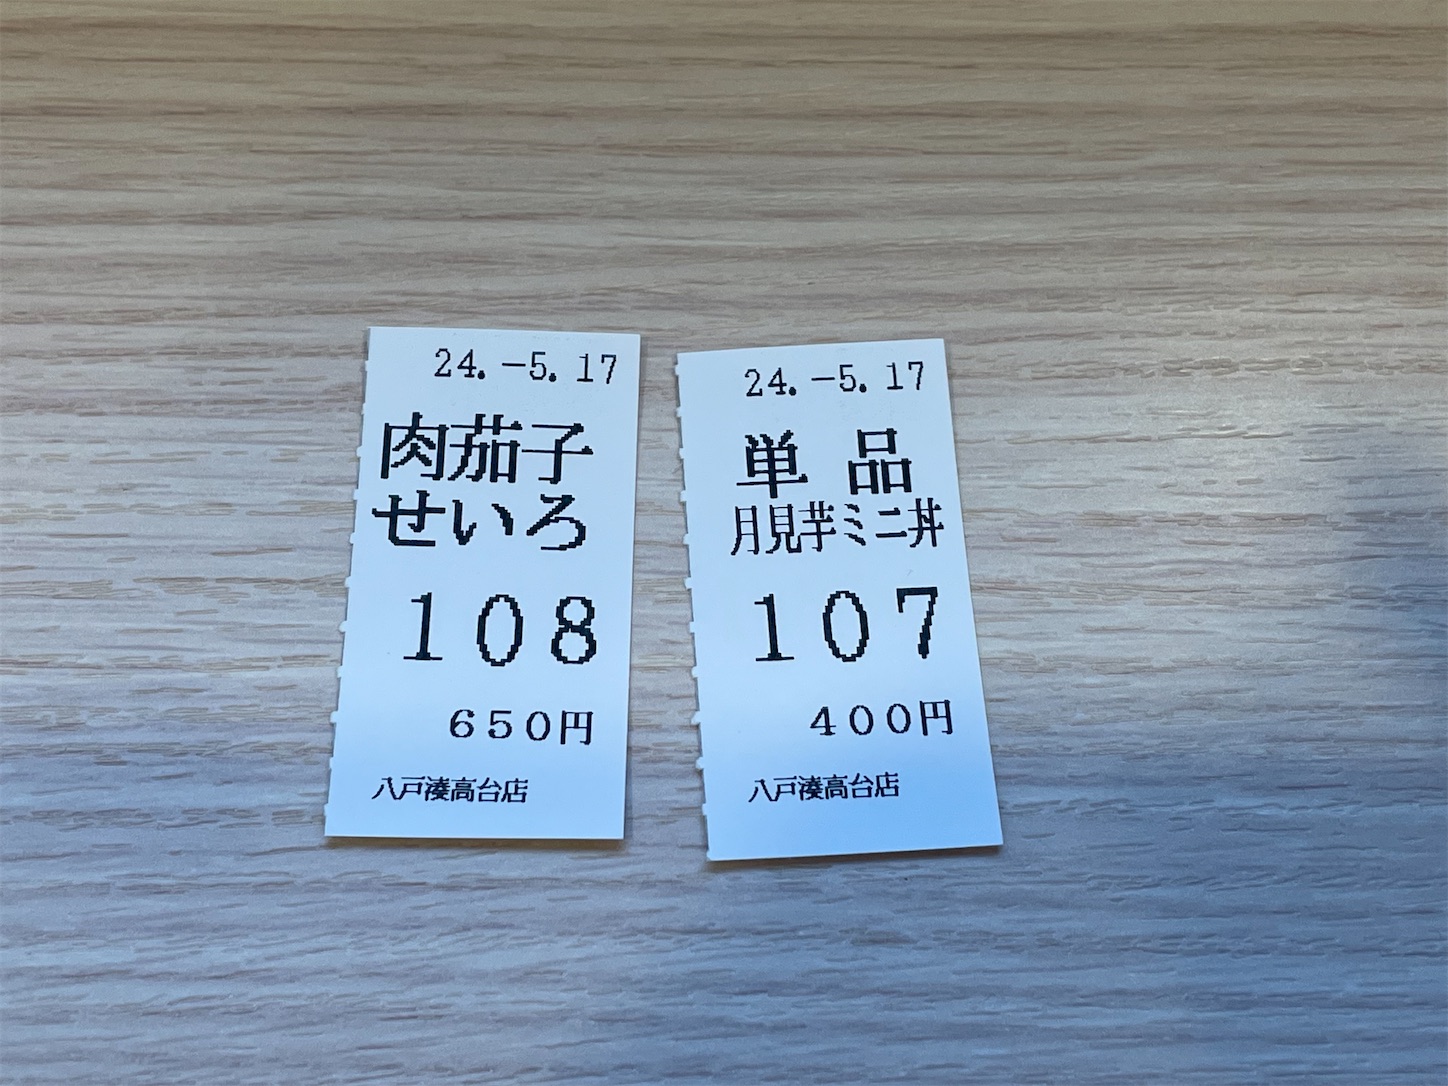 24.-5.17
肉茄子
せいろ
108
650円
八戸湊高台店
24.-5.17
単品
月見芋ミニ丼
107
400円
八戸湊高台店